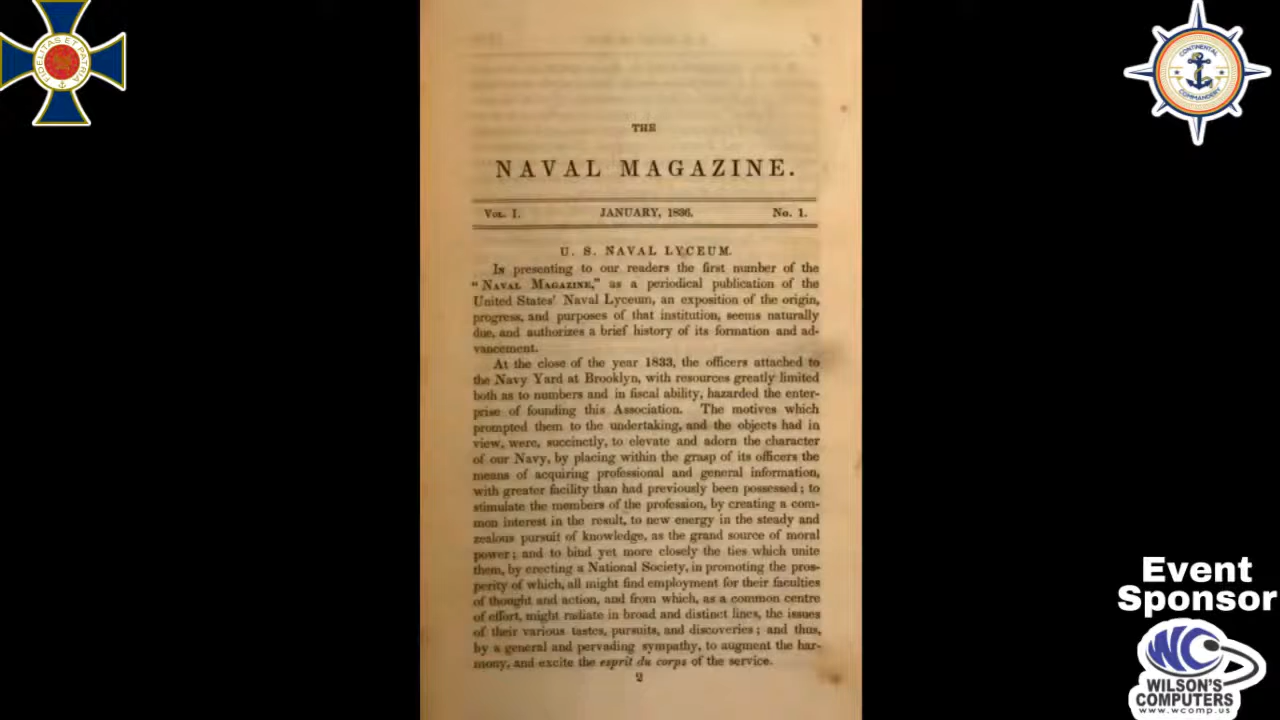 FIDELITAS ET PATRIA
CONTINENTAL
COMMANDERY
THE
NAVAL MAGAZINE.
Vol. I. JANUARY, 1836. No. 1.
U. S. NAVAL LYCEUM.
In presenting to our readers the first number of the
"Naval Magazine," as a periodical publication of the
United States' Naval Lyceum, an exposition of the origin,
progress, and purposes of that institution, seems naturally
due, and authorizes a brief history of its formation and ad-
vancement.
At the close of the year 1833, the officers attached to
the Navy Yard at Brooklyn, with resources greatly limited
both as to numbers and in fiscal ability, hazarded the enter-
prise of founding this Association. The motives which
prompted them to the undertaking, and the objects had in
view, were, succinctly, to elevate and adorn the character
of our Navy, by placing within the grasp of its officers the
means of acquiring professional and general information,
with greater facility than had previously been possessed; to
stimulate the members of the profession, by creating a com-
mon interest in the result, to new energy in the steady and
zealous pursuit of knowledge, as the grand source of moral
power; and to bind yet more closely the ties which unite
them, by erecting a National Society, in promoting the pros-
perity of which, all might find employment for their faculties
of thought and action, and from which, as a common centre
of effort, might radiate in broad and distinct lines, the issues
of their various tastes, pursuits, and discoveries; and thus,
by a general and pervading sympathy, to augment the har-
mony, and excite the esprit du corps of the service.
2
Event
Sponsor
WC
WILSON'S
COMPUTERS
www.wcomp.us